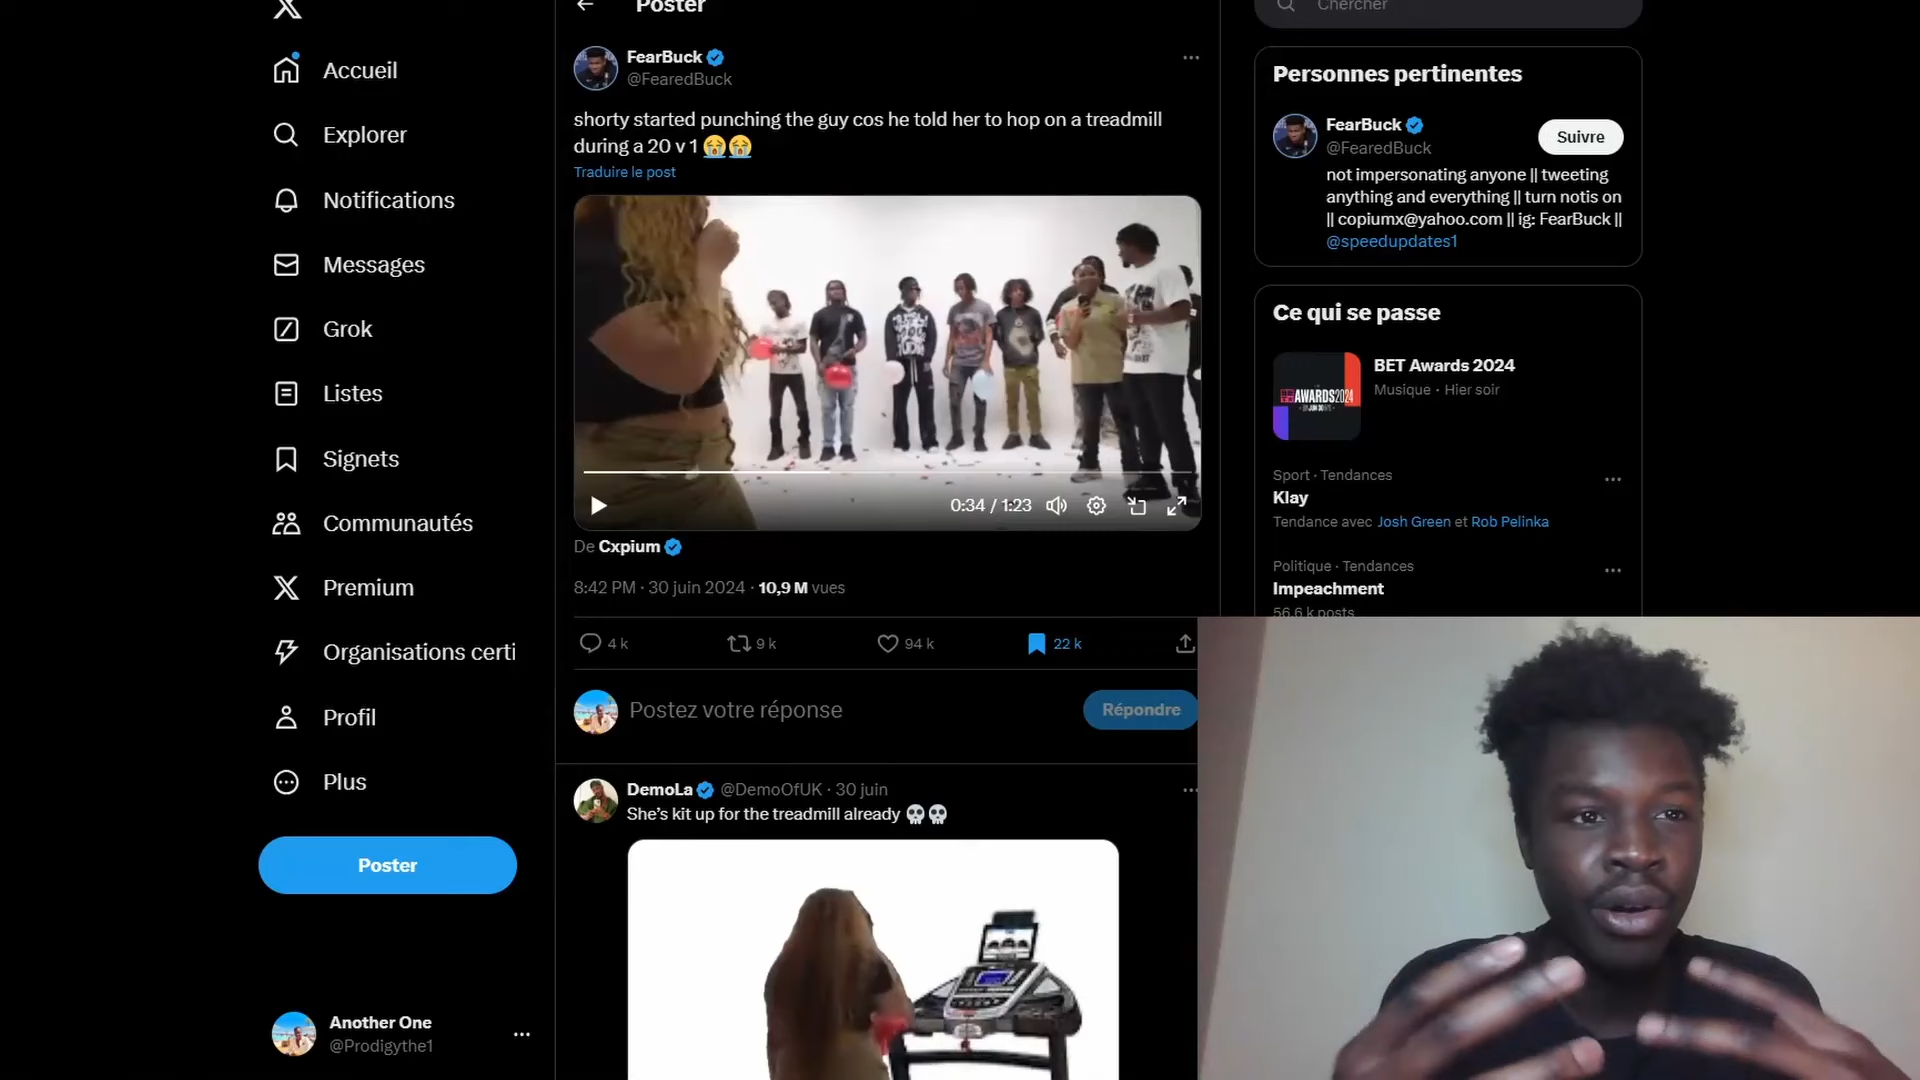 Poster
Chercher
Accueil
Explorer
Notifications
Messages
Grok
Listes
Signets
Communautés
Premium
Organisations certi
Profil
Plus
Poster
Another One
@Prodigythe1
FearBuck
@FearedBuck
shorty started punching the guy cos he told her to hop on a treadmill
during a 20 v 1 😭😭
Traduire le post
0:34 / 1:23
De Cxpium
8:42 PM · 30 juin 2024 · 10,9 M vues
4 k
9 k
94 k
22 k
Postez votre réponse
Répondre
DemoLa @DemoOfUK · 30 juin
She's kit up for the treadmill already 💀💀
Personnes pertinentes
FearBuck
@FearedBuck
Suivre
not impersonating anyone || tweeting
anything and everything || turn notis on
|| copiumx@yahoo.com || ig: FearBuck ||
@speedupdates1
Ce qui se passe
AWARDS2024
BET Awards 2024
Musique · Hier soir
Sport · Tendances
Klay
Tendance avec Josh Green et Rob Pelinka
Politique · Tendances
Impeachment
56,6 k posts